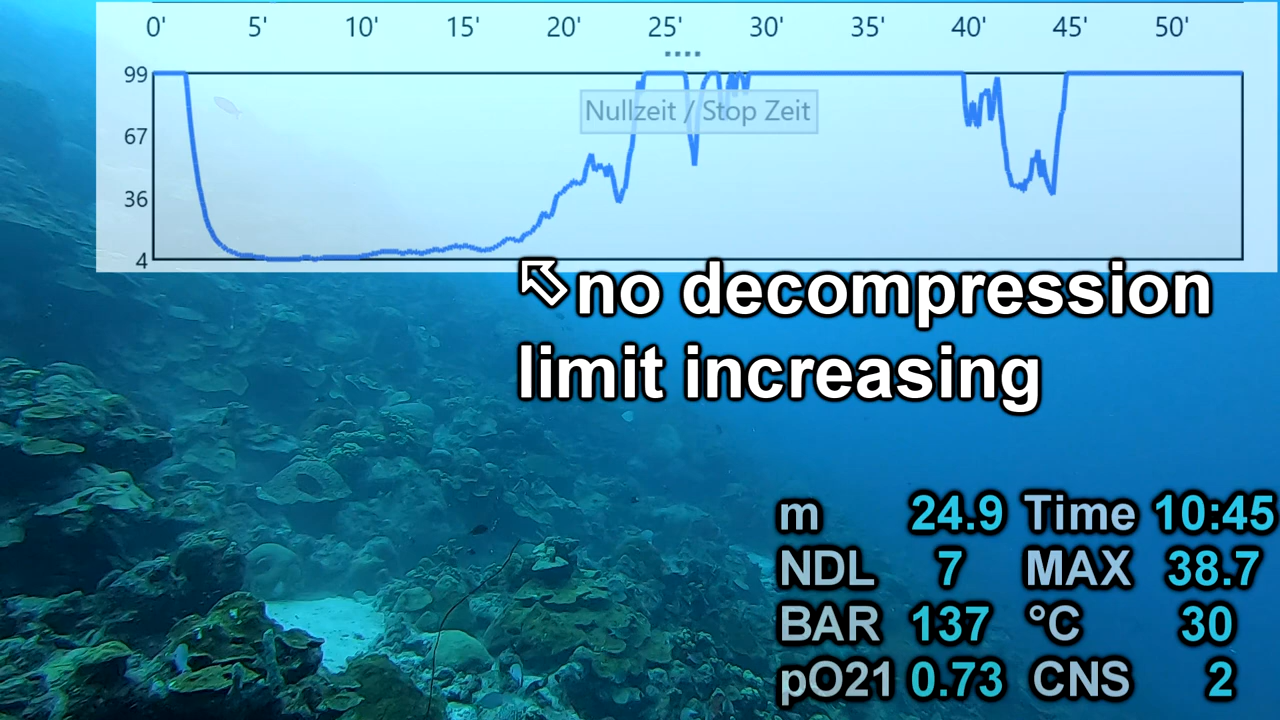 0' 5' 10' 15' 20' 25' 30' 35' 40' 45' 50'
99
Nullzeit / Stop Zeit
67
36
4
no decompression
limit increasing
m 24.9 Time 10:45
NDL 7 MAX 38.7
BAR 137 °C 30
pO21 0.73 CNS 2